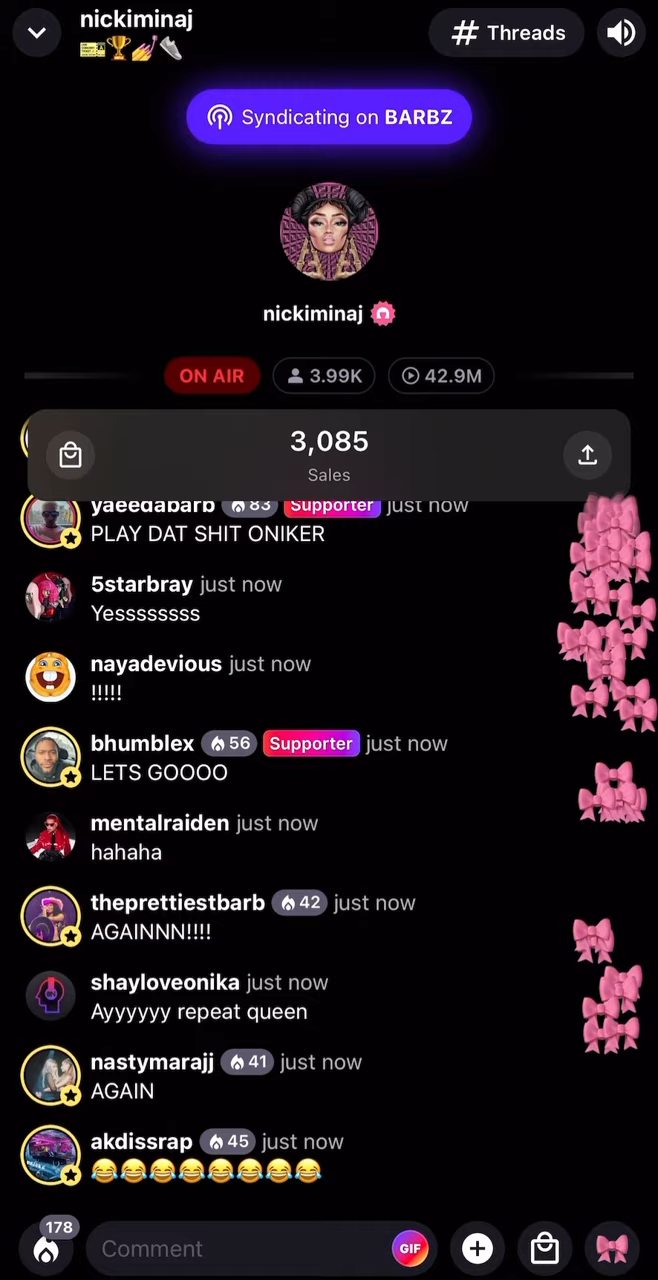 nickiminaj
🎫🏆💅👟
# Threads
Syndicating on BARBZ
nickiminaj
ON AIR
3.99K
42.9M
3,085
Sales
yaeedabarb 83 Supporter just now
PLAY DAT SHIT ONIKER
5starbray just now
Yesssssssss
nayadevious just now
!!!!!
bhumblex 56 Supporter just now
LETS GOOOO
mentalraiden just now
hahaha
theprettiestbarb 42 just now
AGAINNN!!!!
shayloveonika just now
Ayyyyyy repeat queen
nastymarajj 41 just now
AGAIN
akdissrap 45 just now
😂😂😂😂😂😂😂😂
178
Comment
GIF